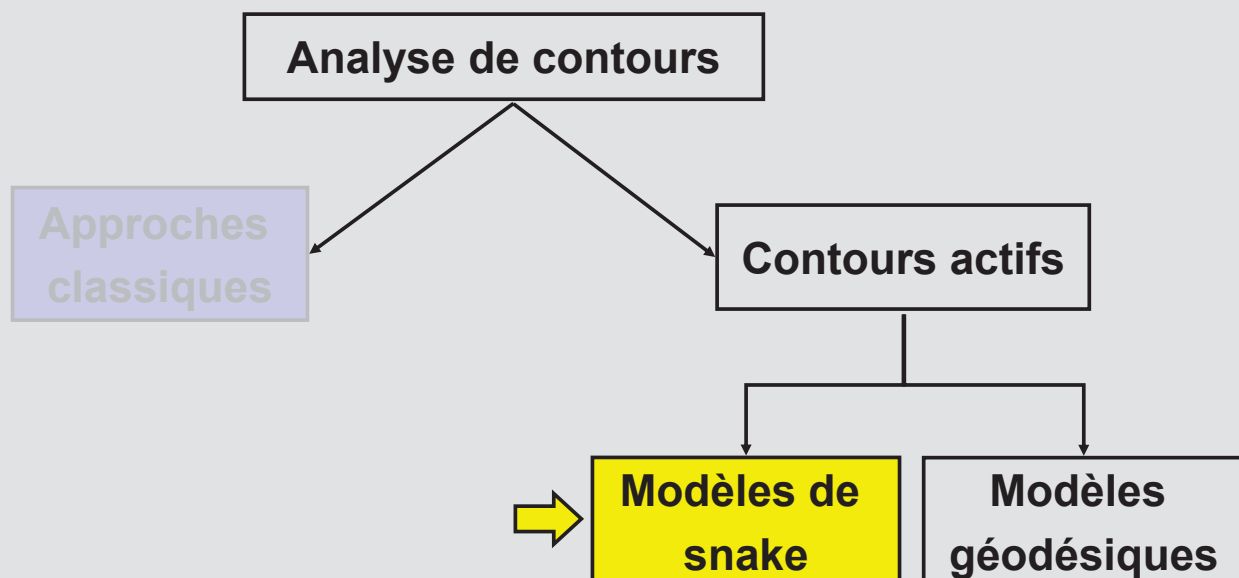 Analyse de contours
Approches
classiques
Contours actifs
Modèles de
snake
Modèles
géodésiques